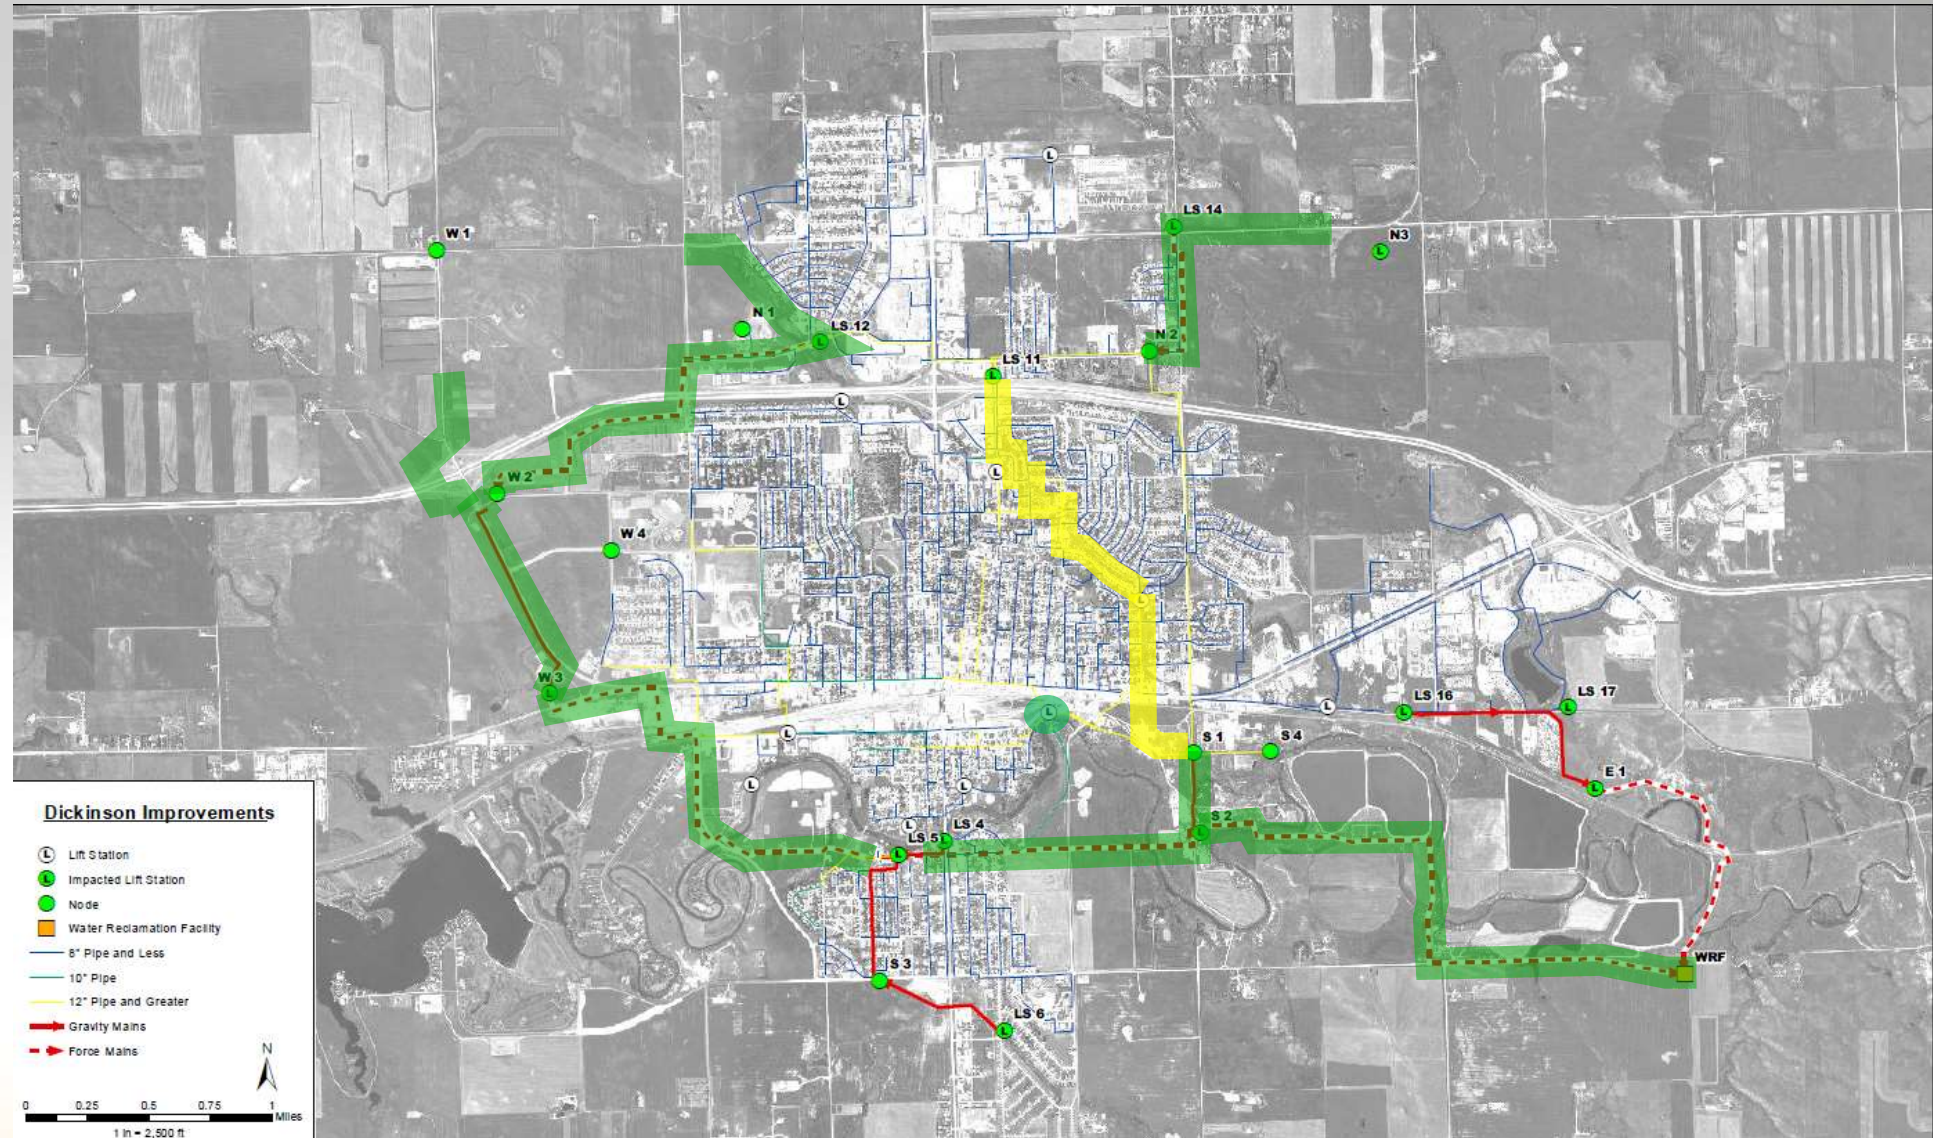 L
LS 14
W 1
N3
L
L
N 1
LS 12
L
N 2
LS 11
L
L
W 2
L
W 4
L
W 3
L
L
LS 16
L
LS 17
L
L
L
S 1
S 4
L
E 1
L
L
S 2
L
LS 4
L
LS 5
L
L
WRF
S 3
LS 6
L
Dickinson Improvements
L Lift Station
L Impacted Lift Station
Node
Water Reclamation Facility
8" Pipe and Less
10" Pipe
12" Pipe and Greater
Gravity Mains
Force Mains
N
0 0.25 0.5 0.75 1
Miles
1 in = 2,500 ft